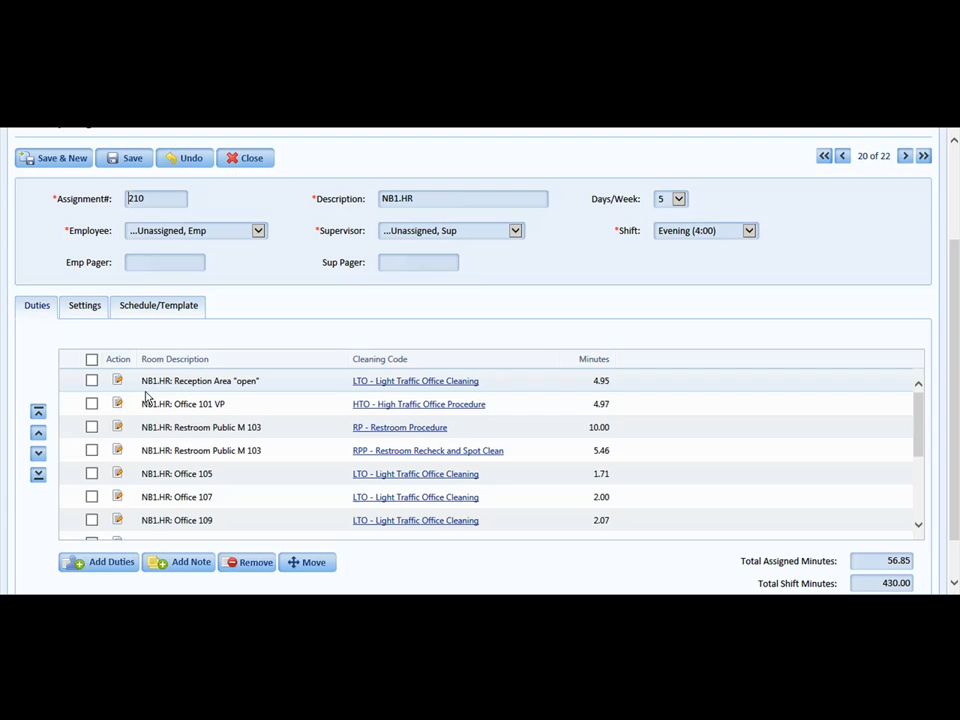 Save & New Save Undo Close 20 of 22
*Assignment#: 210 *Description: NB1.HR Days/Week: 5
*Employee: ...Unassigned, Emp *Supervisor: ...Unassigned, Sup *Shift: Evening (4:00)
Emp Pager: Sup Pager:
Duties Settings Schedule/Template
Action Room Description Cleaning Code Minutes
NB1.HR: Reception Area "open" LTO - Light Traffic Office Cleaning 4.95
NB1.HR: Office 101 VP HTO - High Traffic Office Procedure 4.97
NB1.HR: Restroom Public M 103 RP - Restroom Procedure 10.00
NB1.HR: Restroom Public M 103 RPP - Restroom Recheck and Spot Clean 5.46
NB1.HR: Office 105 LTO - Light Traffic Office Cleaning 1.71
NB1.HR: Office 107 LTO - Light Traffic Office Cleaning 2.00
NB1.HR: Office 109 LTO - Light Traffic Office Cleaning 2.07
Add Duties Add Note Remove Move Total Assigned Minutes: 56.85
Total Shift Minutes: 430.00